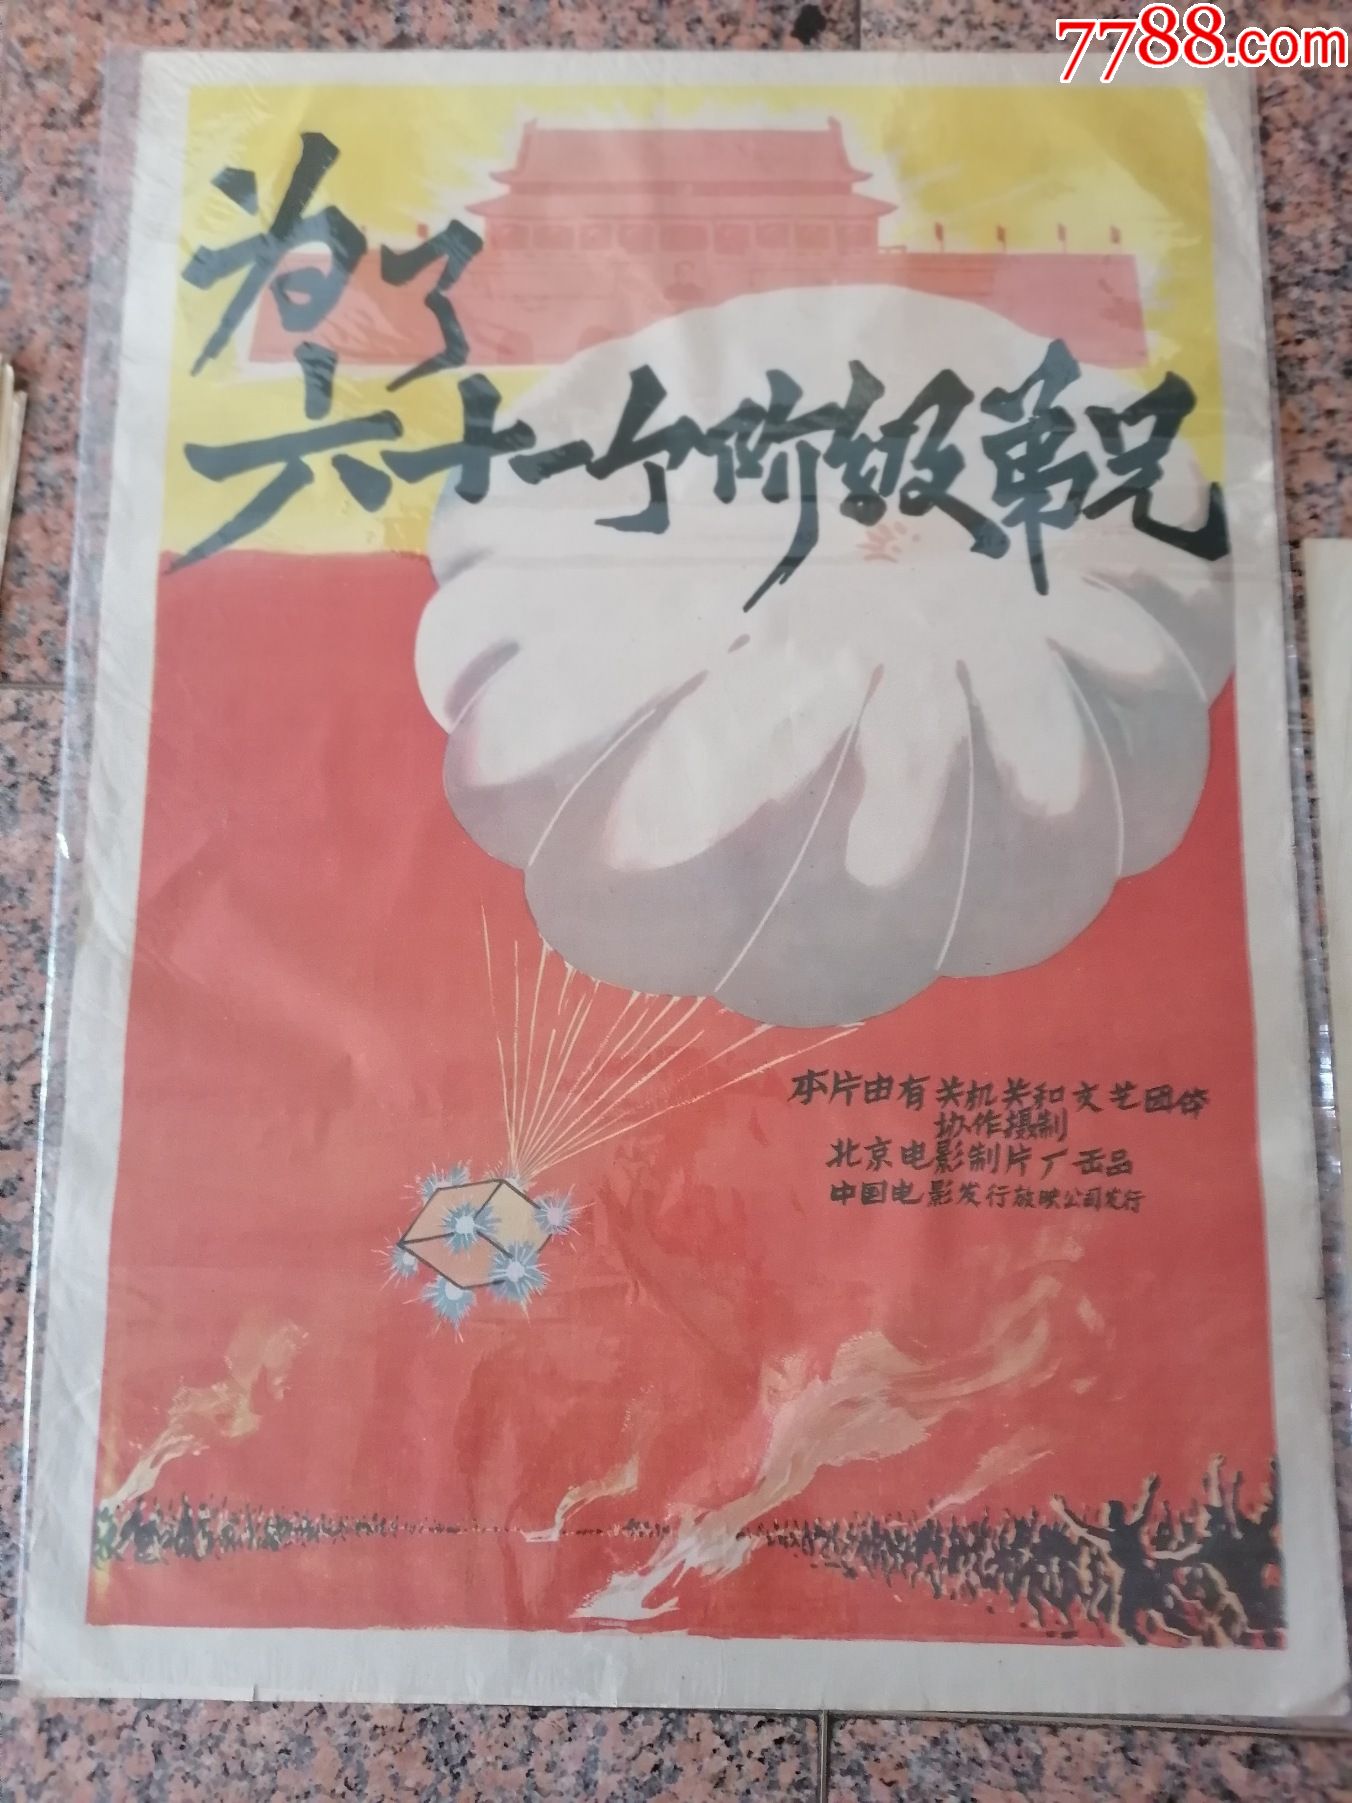 7788.com
为了
六十一个阶级弟兄
本片由有关机关和文艺团体
协作摄制
北京电影制片厂出品
中国电影发行放映公司发行